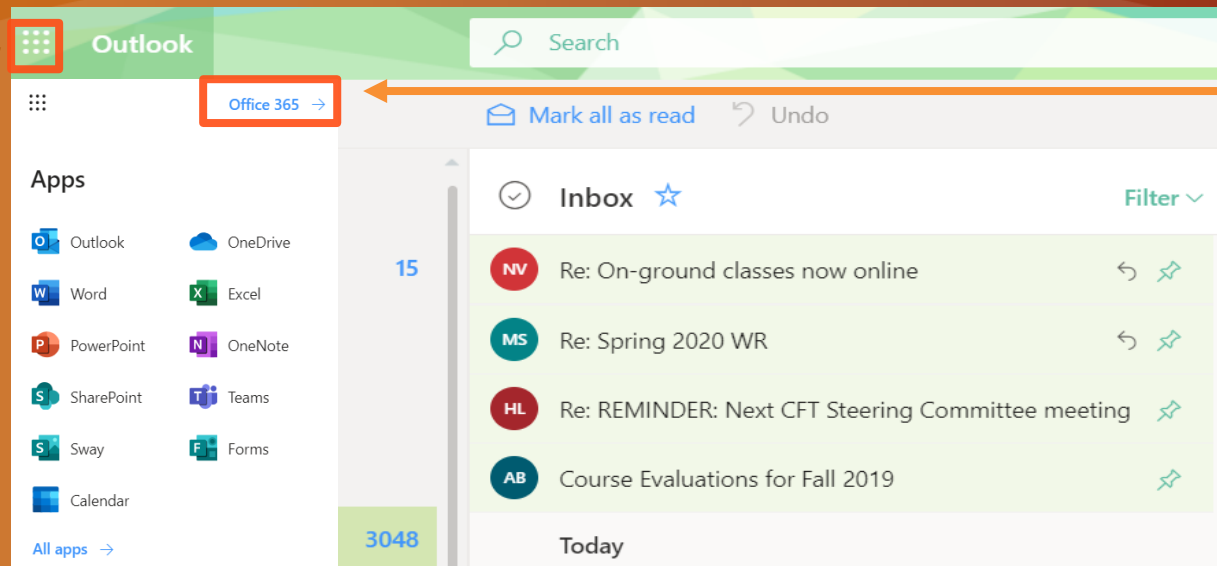 Outlook
Search
Office 365 →
Mark all as read
Undo
Apps
Inbox
Filter
Outlook
OneDrive
Word
Excel
PowerPoint
OneNote
SharePoint
Teams
Sway
Forms
Calendar
All apps →
15
3048
NV
Re: On-ground classes now online
MS
Re: Spring 2020 WR
HL
Re: REMINDER: Next CFT Steering Committee meeting
AB
Course Evaluations for Fall 2019
Today